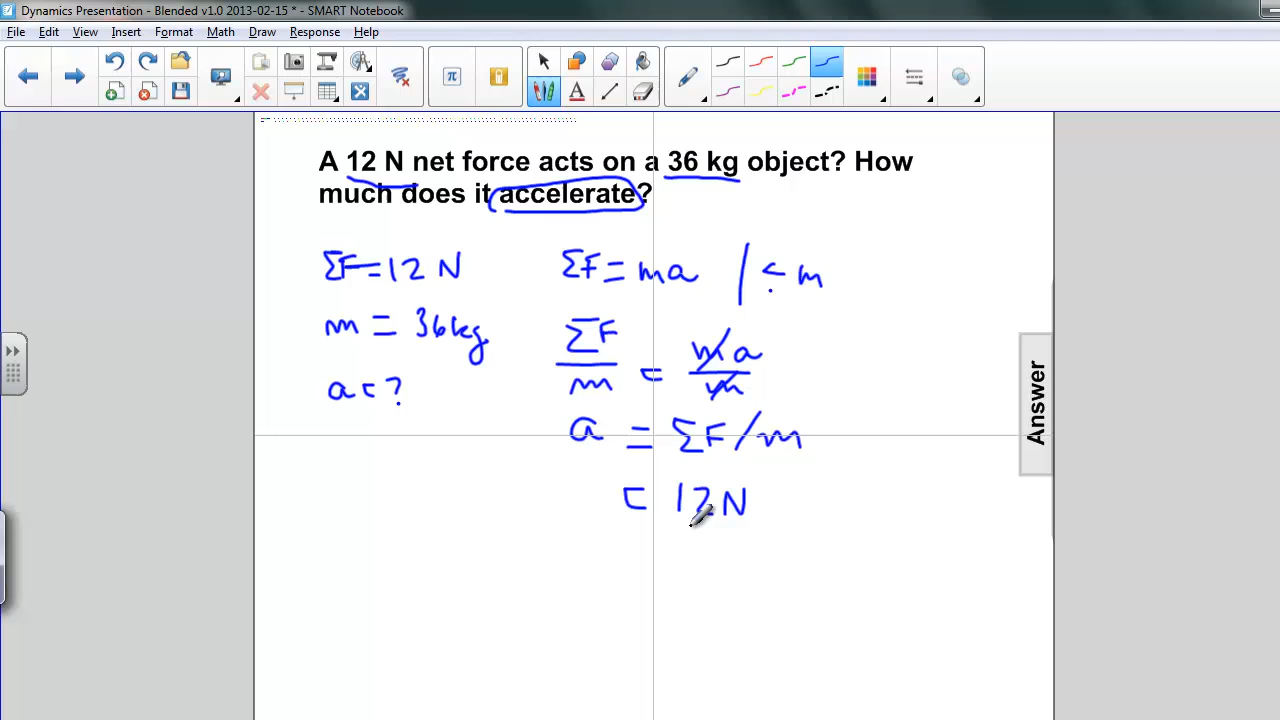 Dynamics Presentation - Blended v1.0 2013-02-15 * - SMART Notebook
File Edit View Insert Format Math Draw Response Help
A 12 N net force acts on a 36 kg object? How
much does it accelerate?
ΣF = 12 N
m = 36kg
a = ?
ΣF = ma | ÷ m
ΣF/m = ma/m
a = ΣF/m
= 12N
Answer